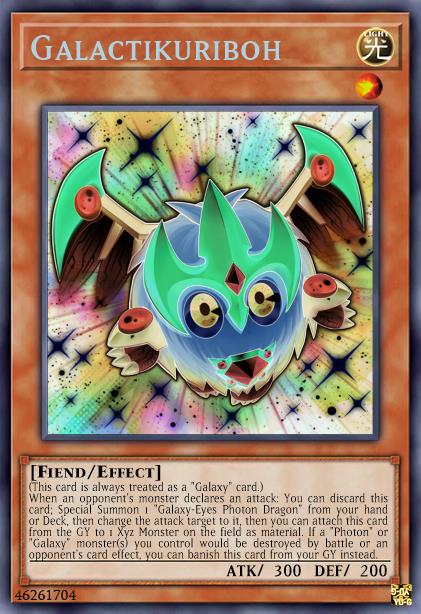 GALACTIKURIBOH
LIGHT
光
[FIEND/EFFECT]
(This card is always treated as a "Galaxy" card.)
When an opponent's monster declares an attack: You can discard this
card; Special Summon 1 "Galaxy-Eyes Photon Dragon" from your hand
or Deck, then change the attack target to it, then you can attach this card
from the GY to 1 Xyz Monster on the field as material. If a "Photon" or
"Galaxy" monster(s) you control would be destroyed by battle or an
opponent's card effect, you can banish this card from your GY instead.
ATK/ 300 DEF/ 200
46261704